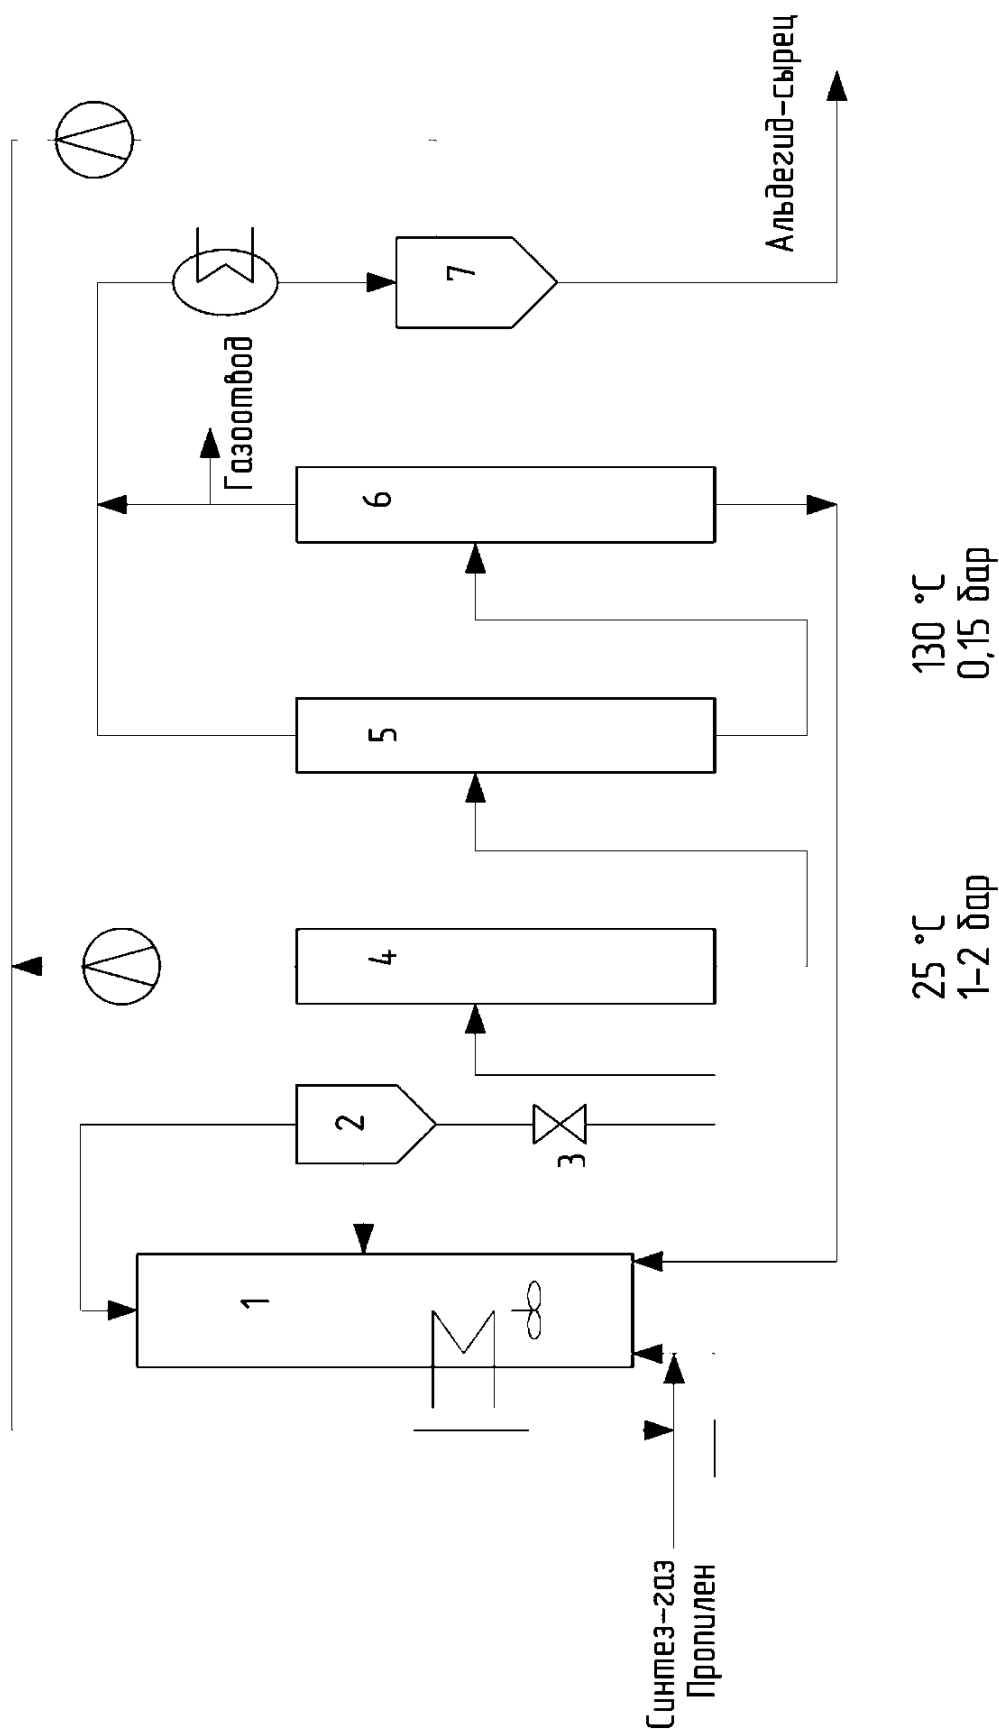 Синтез-газ
Пропилен
1
2
3
4
5
6
7
Газоотвод
Альдегид-сырец
25 °C
1-2 бар
130 °C
0,15 бар